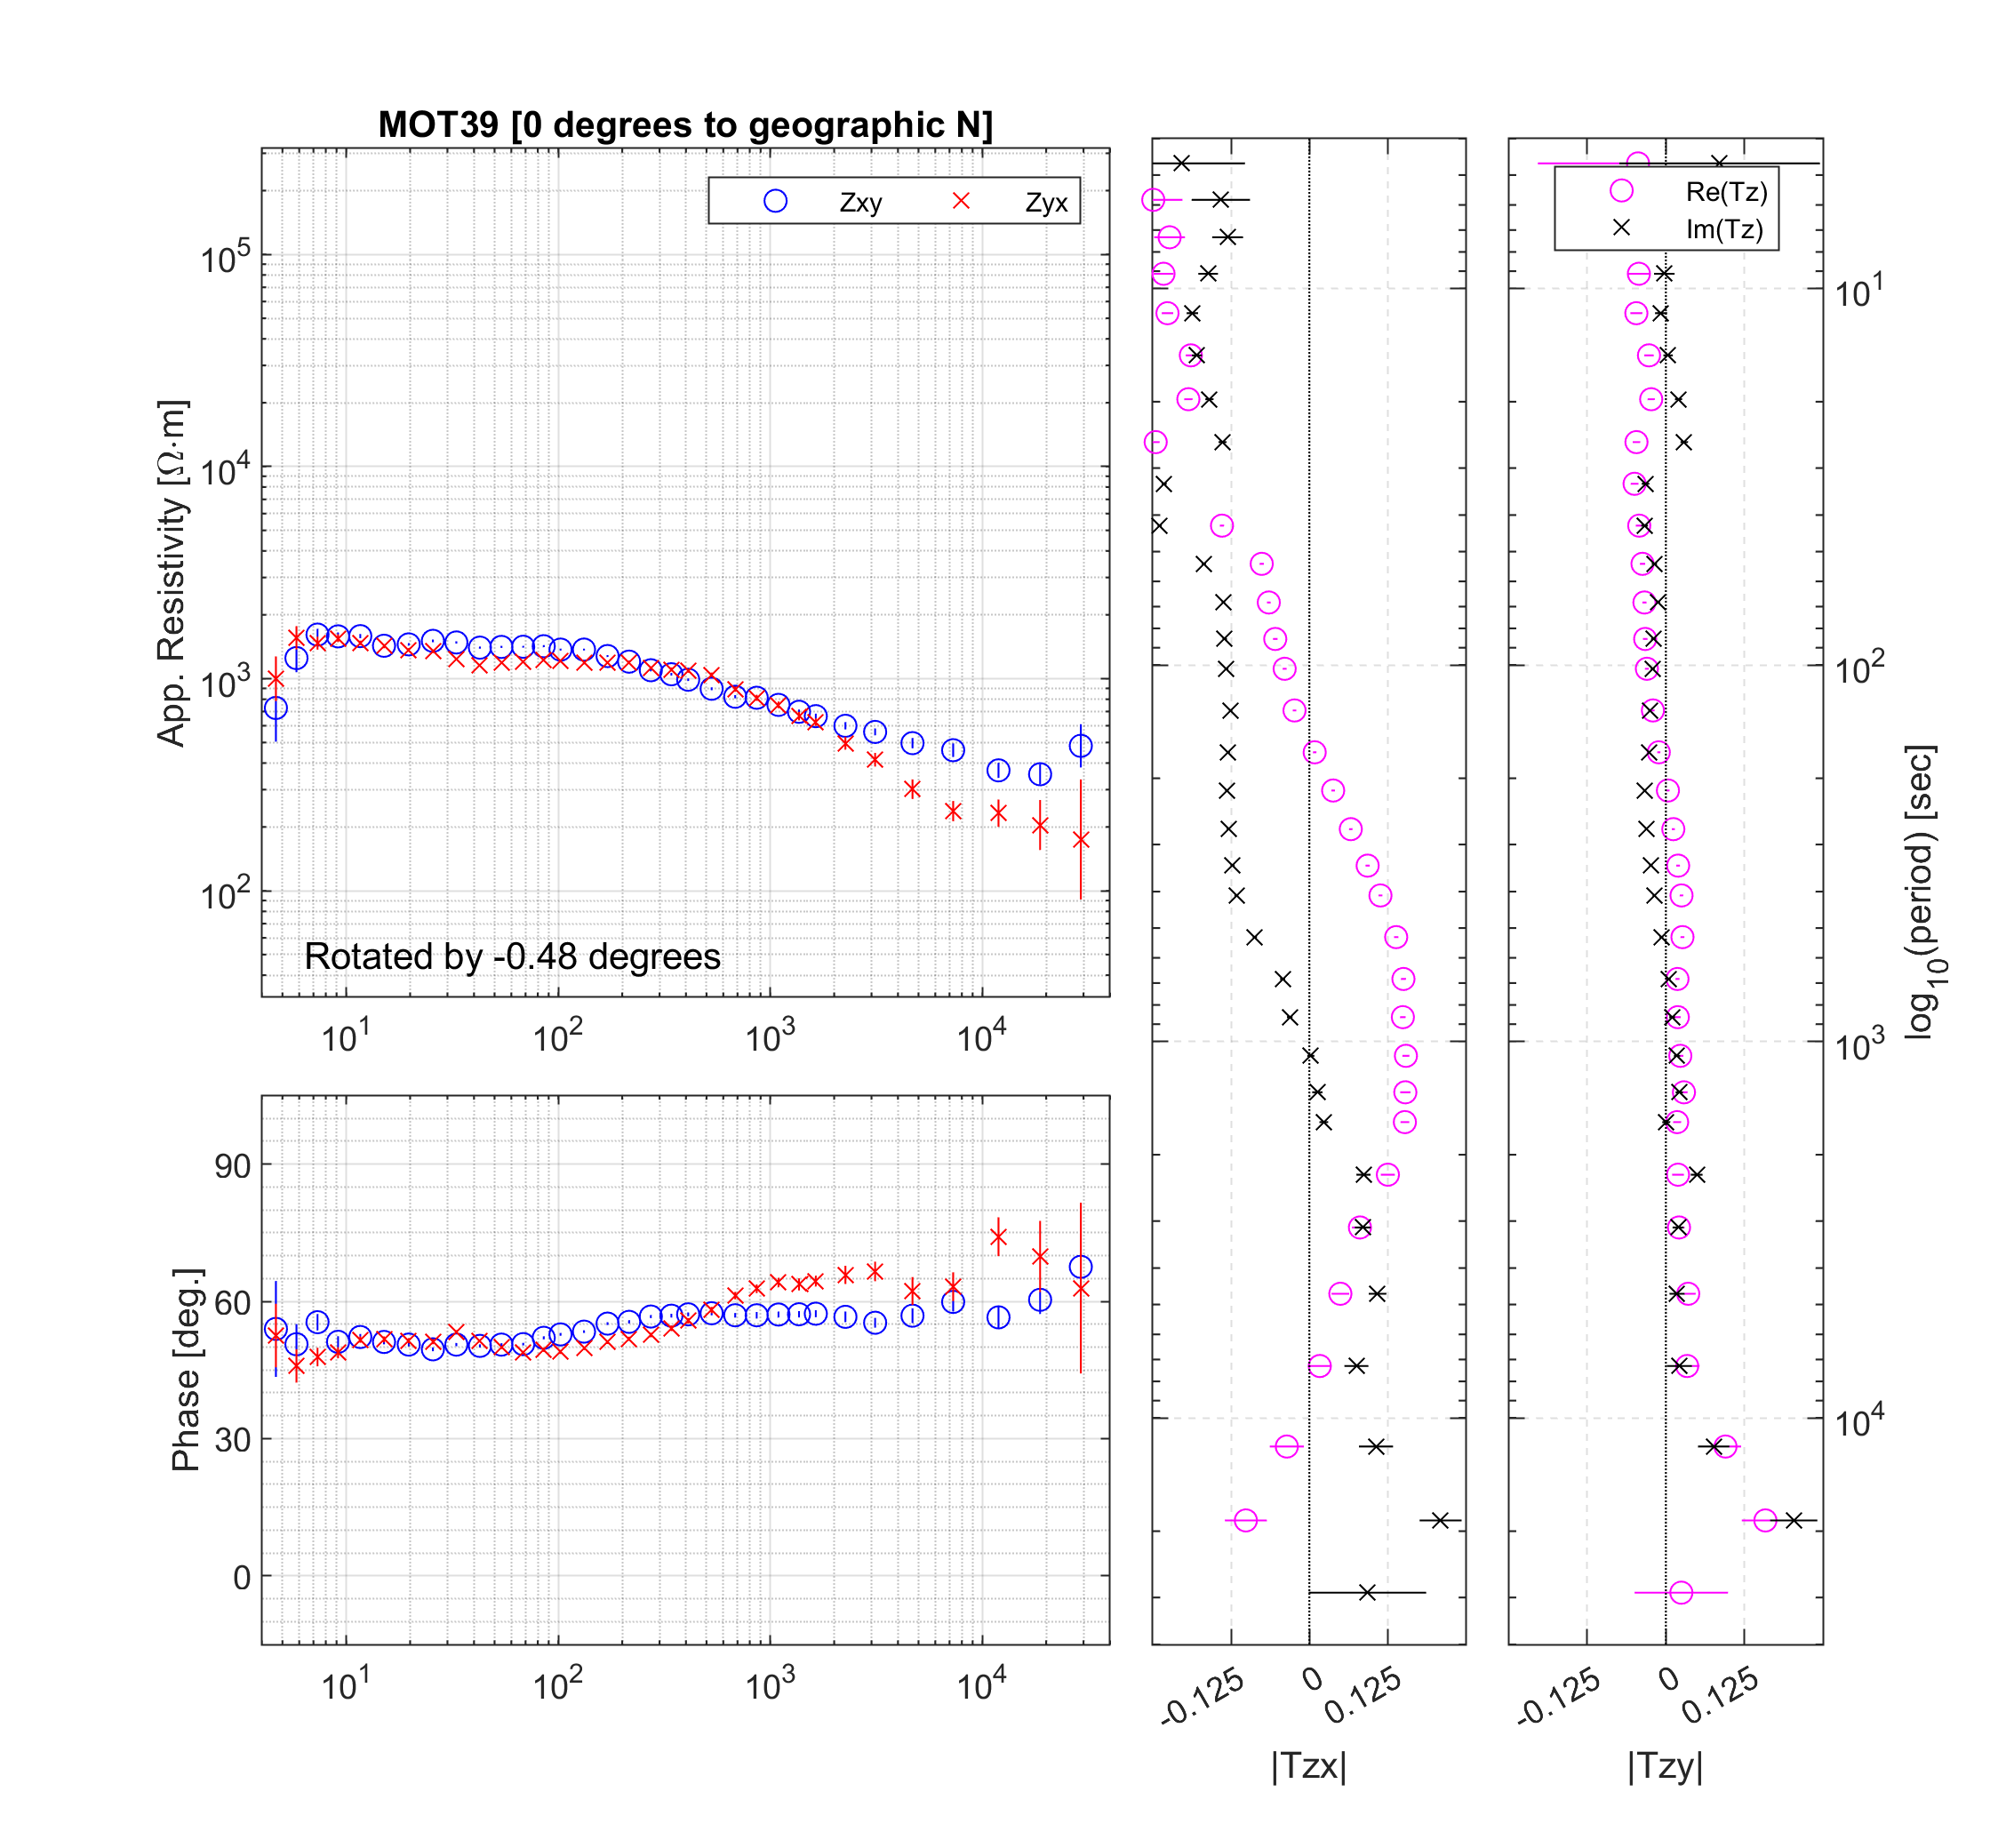 MOT39 [0 degrees to geographic N]
Zxy Zyx
App. Resistivity [Ω·m]
10^5
10^4
10^3
10^2
Rotated by -0.48 degrees
10^1 10^2 10^3 10^4
Phase [deg.]
90
60
30
0
10^1 10^2 10^3 10^4
-0.125 0 0.125
|Tzx|
Re(Tz)
Im(Tz)
-0.125 0 0.125
|Tzy|
10^1
10^2
10^3
10^4
log_10(period) [sec]